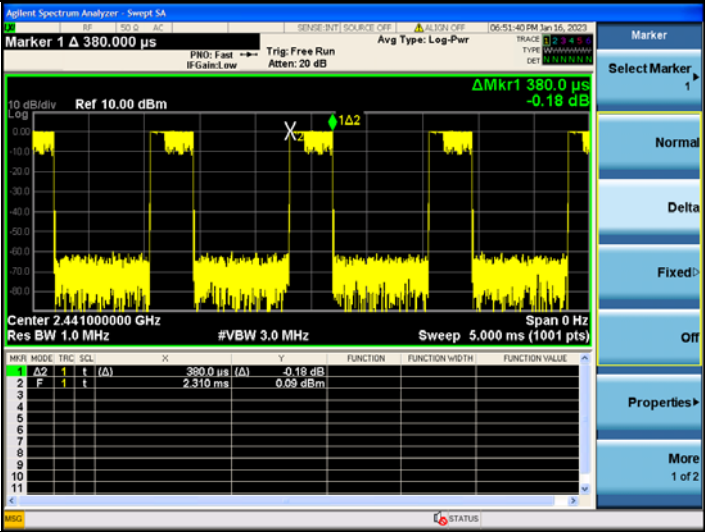 Agilent Spectrum Analyzer - Swept SA
RF 50 Ω AC SENSE:INT SOURCE OFF ALIGN OFF 06:51:40 PM Jan 16, 2023
Marker 1 Δ 380.000 µs
PNO: Fast
IFGain:Low
Trig: Free Run
Atten: 20 dB
Avg Type: Log-Pwr
TRACE 1 2 3 4 5 6
TYPE
DET N N N N N N
ΔMkr1 380.0 µs
-0.18 dB
10 dB/div Ref 10.00 dBm
Log
0.00
-10.0
-20.0
-30.0
-40.0
-50.0
-60.0
-70.0
-80.0
X2
1Δ2
Center 2.441000000 GHz Span 0 Hz
Res BW 1.0 MHz #VBW 3.0 MHz Sweep 5.000 ms (1001 pts)
MKR MODE TRC SCL X Y FUNCTION FUNCTION WIDTH FUNCTION VALUE
1 Δ2 1 t (Δ) 380.0 µs (Δ) -0.18 dB
2 F 1 t 2.310 ms 0.09 dBm
3
4
5
6
7
8
9
10
11
MSG STATUS
Marker
Select Marker
1
Normal
Delta
Fixed
Off
Properties
More
1 of 2